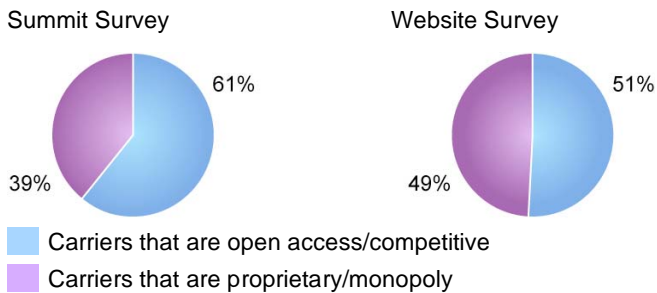 Summit Survey
Website Survey
61%
39%
51%
49%
Carriers that are open access/competitive
Carriers that are proprietary/monopoly